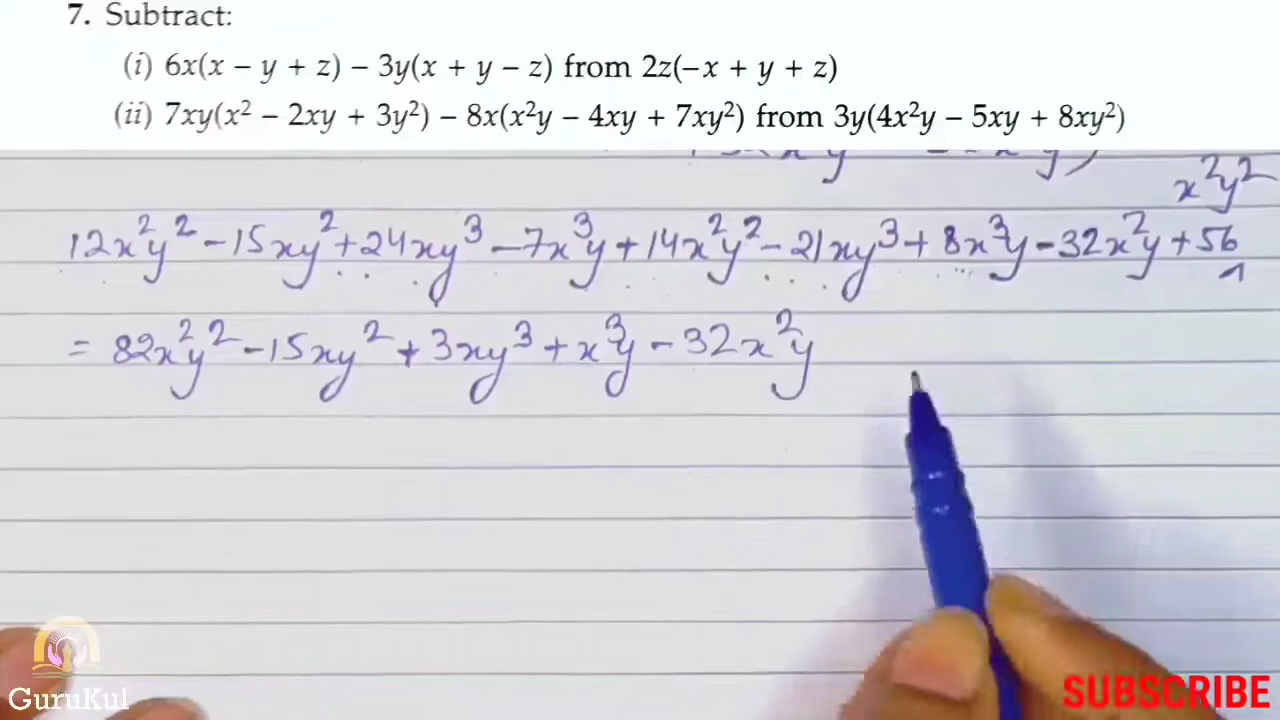 7. Subtract:
(i) 6x(x − y + z) − 3y(x + y − z) from 2z(−x + y + z)
(ii) 7xy(x² − 2xy + 3y²) − 8x(x²y − 4xy + 7xy²) from 3y(4x²y − 5xy + 8xy²)
x²y²
12x²y² − 15xy² + 24xy³ − 7x³y + 14x²y² − 21xy³ + 8x³y − 32x²y + 56
= 82x²y² − 15xy² + 3xy³ + x³y − 32x²y
GuruKul
SUBSCRIBE